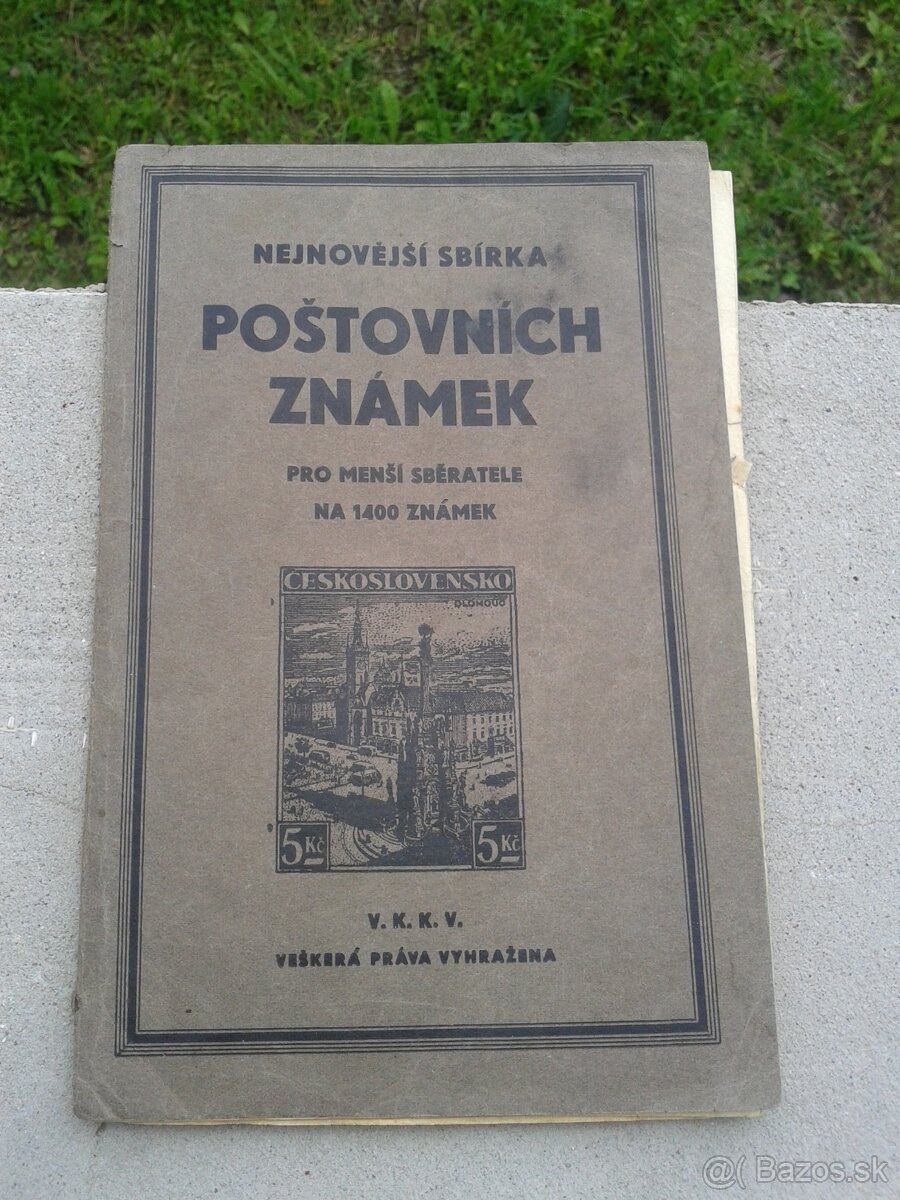 NEJNOVĚJŠÍ SBÍRKA
POŠTOVNÍCH
ZNÁMEK
PRO MENŠÍ SBĚRATELE
NA 1400 ZNÁMEK
ČESKOSLOVENSKO
OLOMOUC
5Kč 5Kč
V. K. K. V.
VEŠKERÁ PRÁVA VYHRAŽENA
@( Bazos.sk